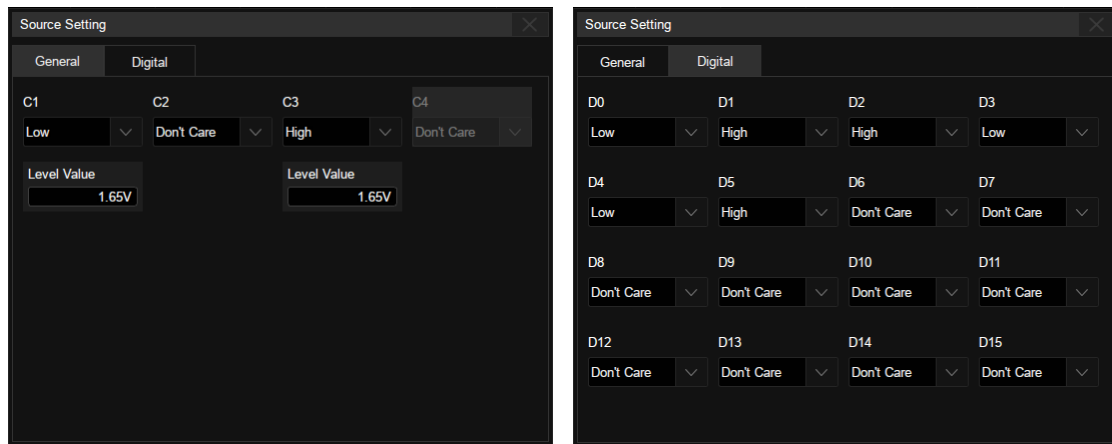 Source Setting
General Digital
C1 C2 C3 C4
Low Don't Care High Don't Care
Level Value Level Value
1.65V 1.65V
Source Setting
General Digital
D0 D1 D2 D3
Low High High Low
D4 D5 D6 D7
Low High Don't Care Don't Care
D8 D9 D10 D11
Don't Care Don't Care Don't Care Don't Care
D12 D13 D14 D15
Don't Care Don't Care Don't Care Don't Care